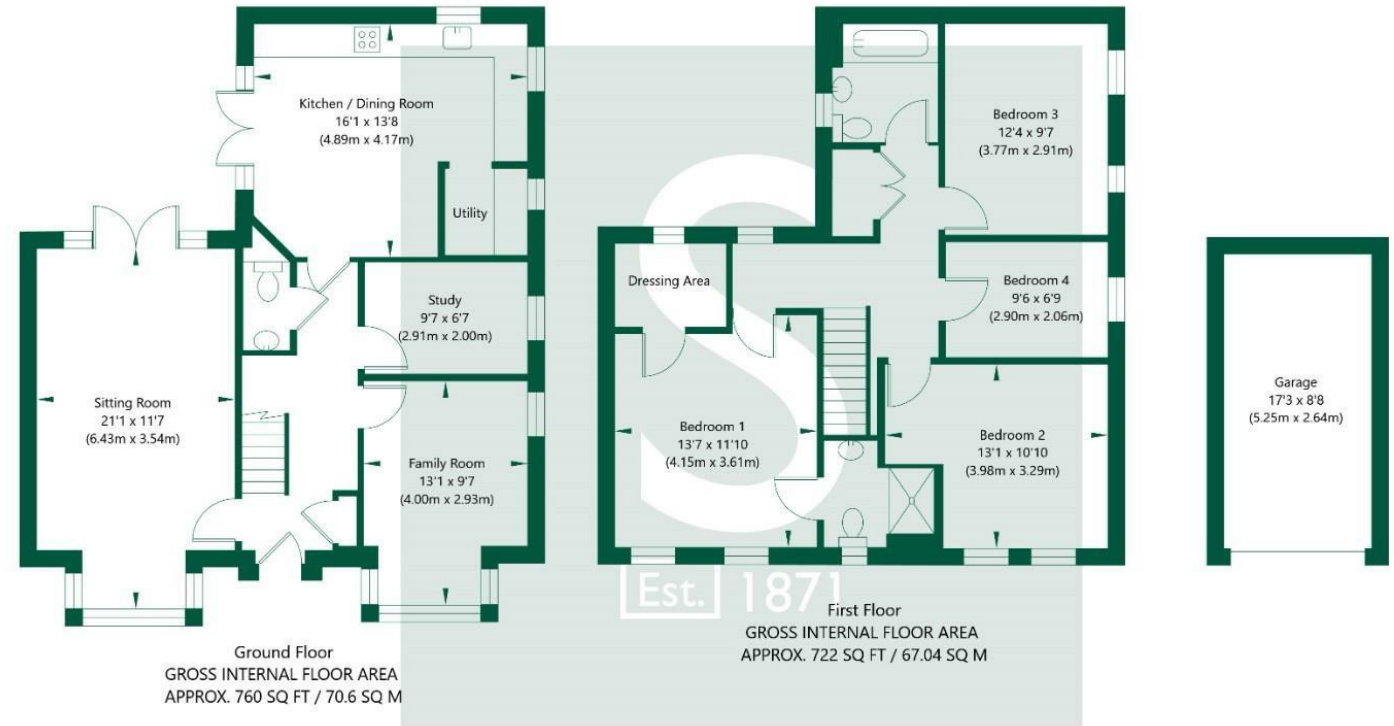 Kitchen / Dining Room
16'1 x 13'8
(4.89m x 4.17m)
Utility
Study
9'7 x 6'7
(2.91m x 2.00m)
Sitting Room
21'1 x 11'7
(6.43m x 3.54m)
Family Room
13'1 x 9'7
(4.00m x 2.93m)
Ground Floor
GROSS INTERNAL FLOOR AREA
APPROX. 760 SQ FT / 70.6 SQ M
Bedroom 3
12'4 x 9'7
(3.77m x 2.91m)
Dressing Area
Bedroom 4
9'6 x 6'9
(2.90m x 2.06m)
Bedroom 1
13'7 x 11'10
(4.15m x 3.61m)
Bedroom 2
13'1 x 10'10
(3.98m x 3.29m)
S
Est. 1871
First Floor
GROSS INTERNAL FLOOR AREA
APPROX. 722 SQ FT / 67.04 SQ M
Garage
17'3 x 8'8
(5.25m x 2.64m)